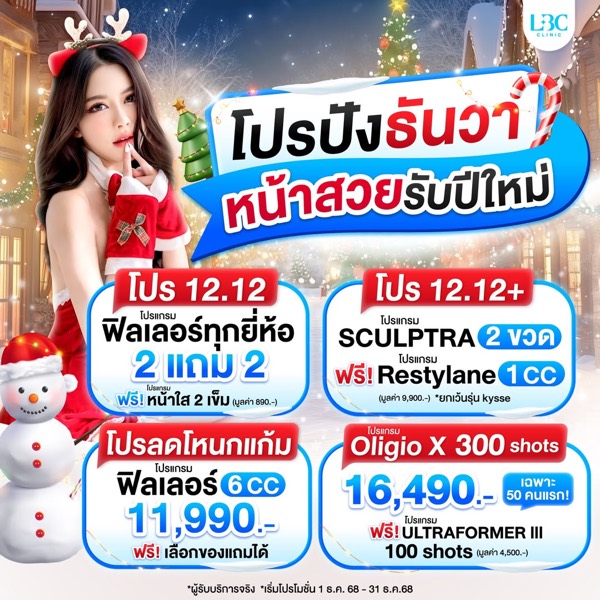 LBC
CLINIC
โปรปังธันวา
หน้าสวยรับปีใหม่
โปร 12.12
โปรแกรม
ฟิลเลอร์ทุกยี่ห้อ
2 แถม 2
โปรแกรม
ฟรี! หน้าใส 2 เข็ม (มูลค่า 890.-)
โปร 12.12+
โปรแกรม
SCULPTRA 2 ขวด
โปรแกรม
ฟรี! Restylane 1 CC
(มูลค่า 9,900.-) *ยกเว้นรุ่น kysse
โปรลดโหนกแก้ม
โปรแกรม
ฟิลเลอร์ 6 CC
11,990.-
ฟรี! เลือกของแถมได้
โปรแกรม
Oligio X 300 shots
16,490.-
เฉพาะ
50 คนแรก!
โปรแกรม
ฟรี! ULTRAFORMER III
100 shots (มูลค่า 4,500.-)
*ผู้รับบริการจริง *เริ่มโปรโมชั่น 1 ธ.ค. 68 - 31 ธ.ค.68